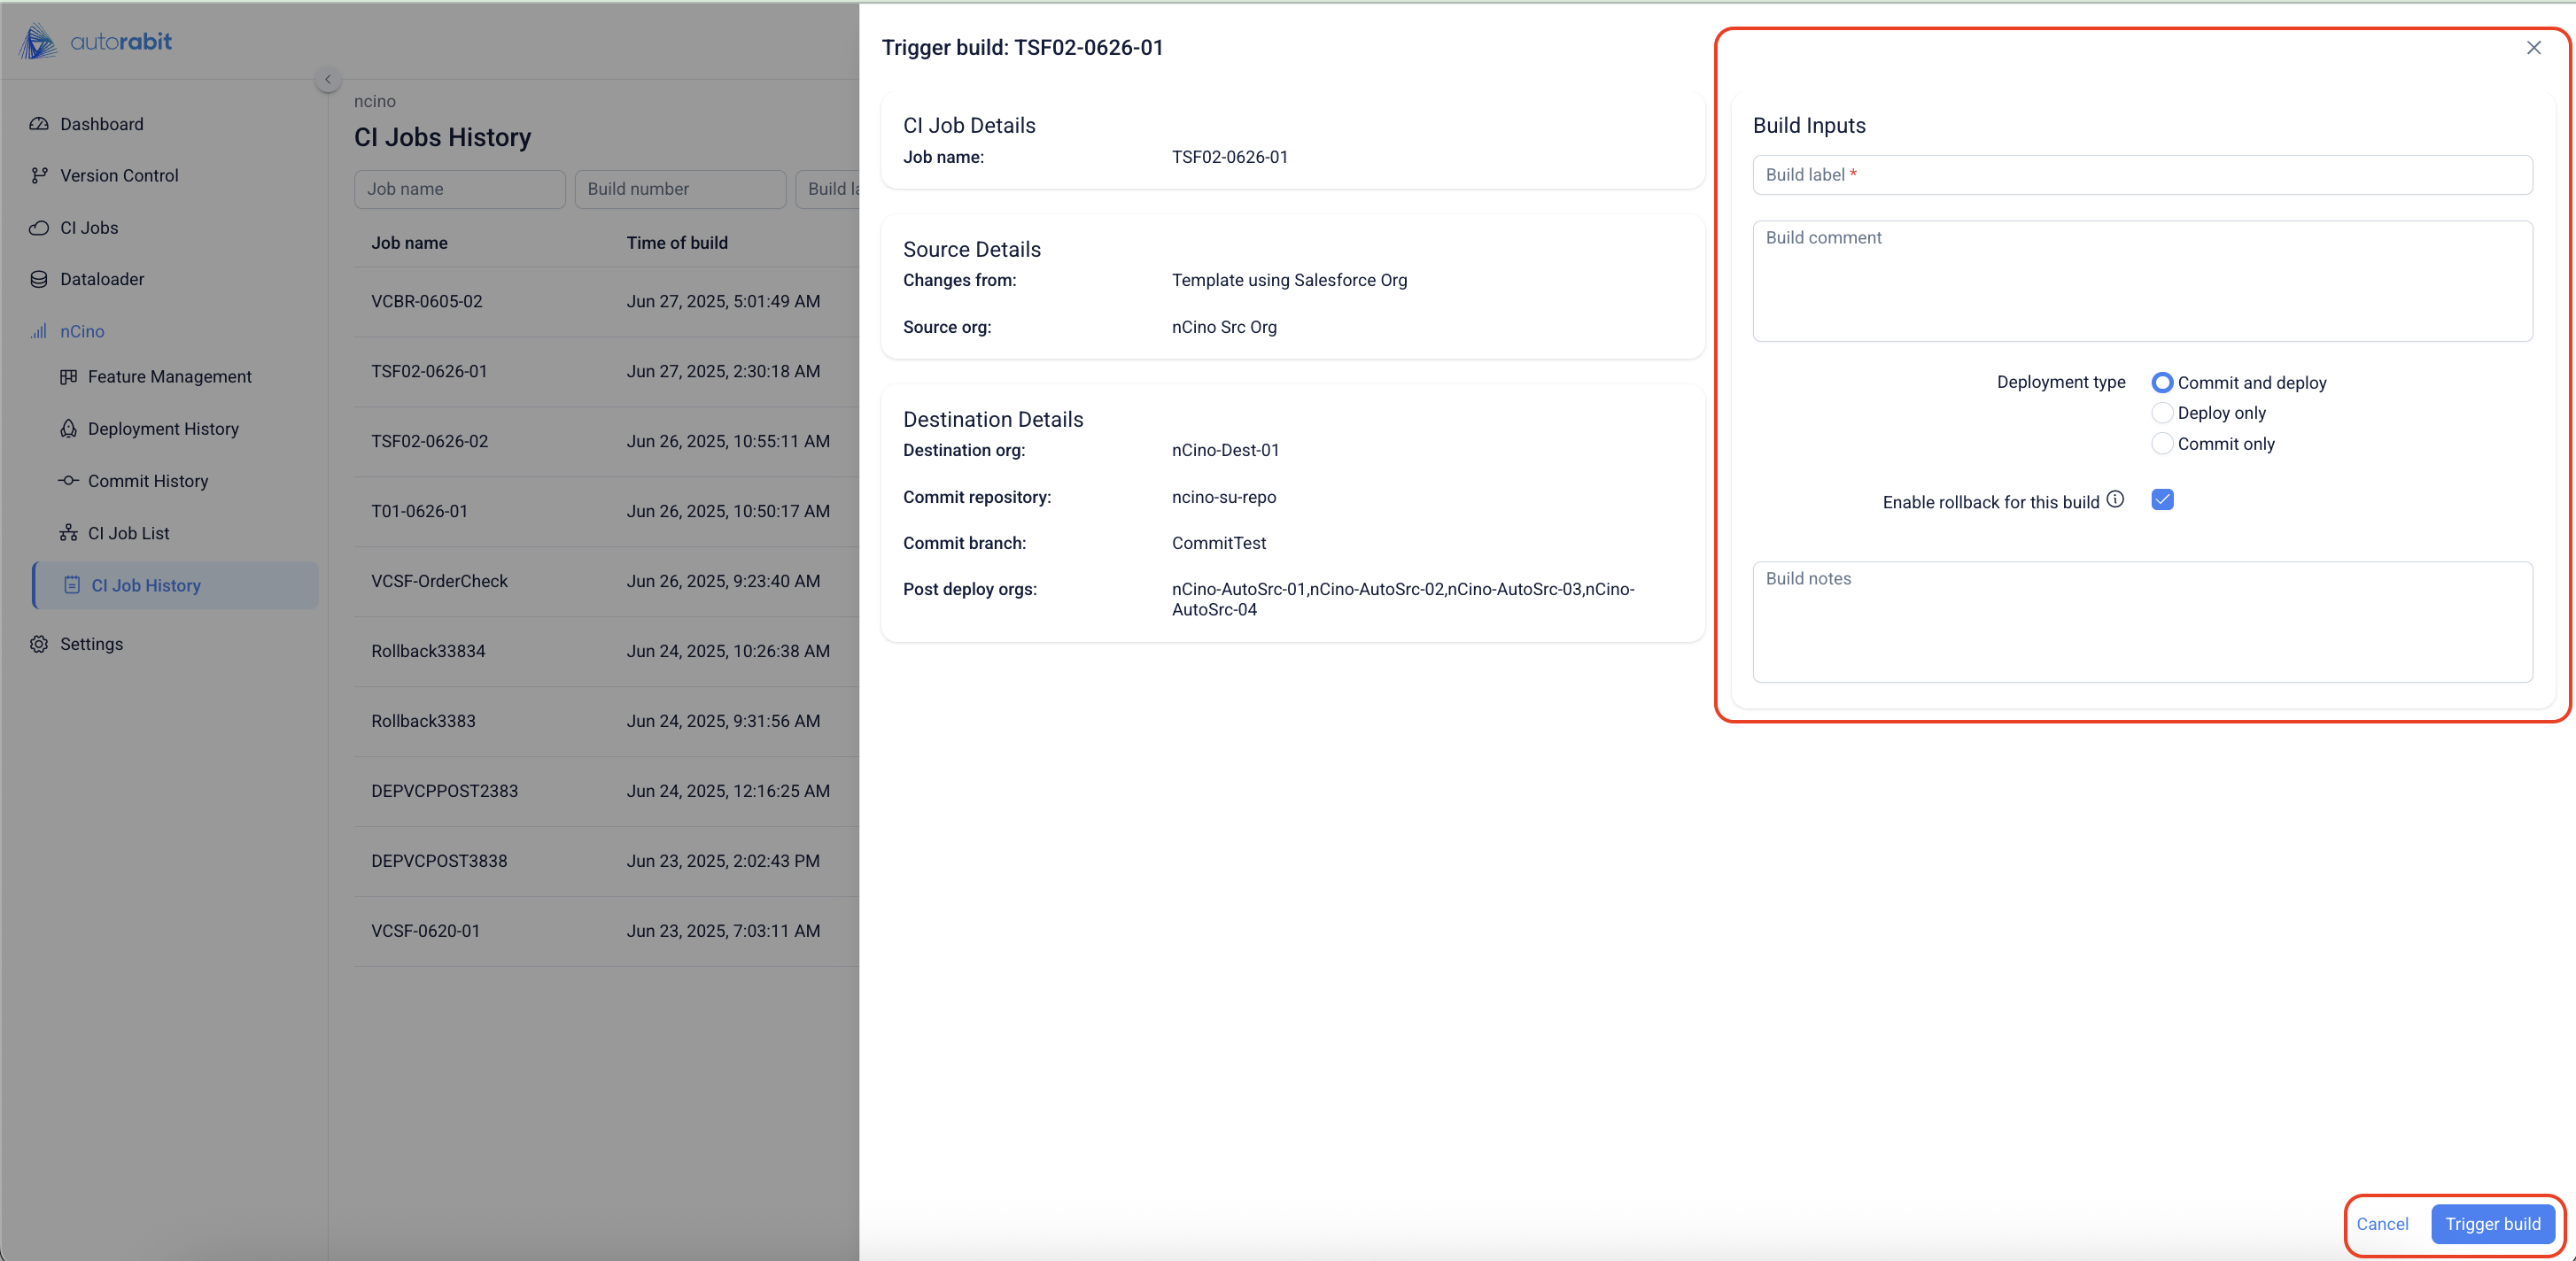 autorabit
Dashboard
Version Control
CI Jobs
Dataloader
nCino
Feature Management
Deployment History
Commit History
CI Job List
CI Job History
Settings
ncino
CI Jobs History
Job name
Build number
Build la
Job name Time of build
VCBR-0605-02 Jun 27, 2025, 5:01:49 AM
TSF02-0626-01 Jun 27, 2025, 2:30:18 AM
TSF02-0626-02 Jun 26, 2025, 10:55:11 AM
T01-0626-01 Jun 26, 2025, 10:50:17 AM
VCSF-OrderCheck Jun 26, 2025, 9:23:40 AM
Rollback33834 Jun 24, 2025, 10:26:38 AM
Rollback3383 Jun 24, 2025, 9:31:56 AM
DEPVCPPOST2383 Jun 24, 2025, 12:16:25 AM
DEPVCPOST3838 Jun 23, 2025, 2:02:43 PM
VCSF-0620-01 Jun 23, 2025, 7:03:11 AM
Trigger build: TSF02-0626-01
CI Job Details
Job name: TSF02-0626-01
Source Details
Changes from: Template using Salesforce Org
Source org: nCino Src Org
Destination Details
Destination org: nCino-Dest-01
Commit repository: ncino-su-repo
Commit branch: CommitTest
Post deploy orgs: nCino-AutoSrc-01,nCino-AutoSrc-02,nCino-AutoSrc-03,nCino-
AutoSrc-04
Build Inputs
Build label *
Build comment
Deployment type Commit and deploy
Deploy only
Commit only
Enable rollback for this build
Build notes
Cancel Trigger build